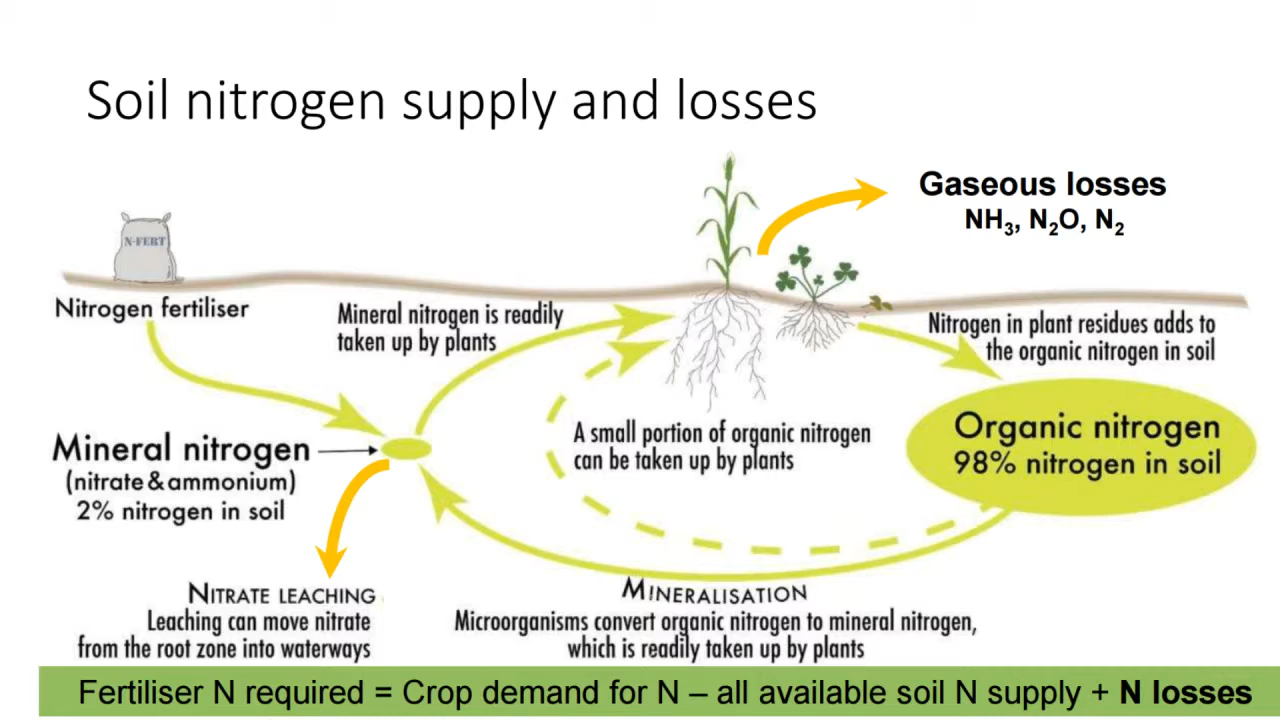 Soil nitrogen supply and losses
Gaseous losses
NH₃, N₂O, N₂
N-FERT
Nitrogen fertiliser
Mineral nitrogen is readily
taken up by plants
Nitrogen in plant residues adds to
the organic nitrogen in soil
Mineral nitrogen
(nitrate & ammonium)
2% nitrogen in soil
A small portion of organic nitrogen
can be taken up by plants
Organic nitrogen
98% nitrogen in soil
NITRATE LEACHING
Leaching can move nitrate
from the root zone into waterways
MINERALISATION
Microorganisms convert organic nitrogen to mineral nitrogen,
which is readily taken up by plants
Fertiliser N required = Crop demand for N – all available soil N supply + N losses